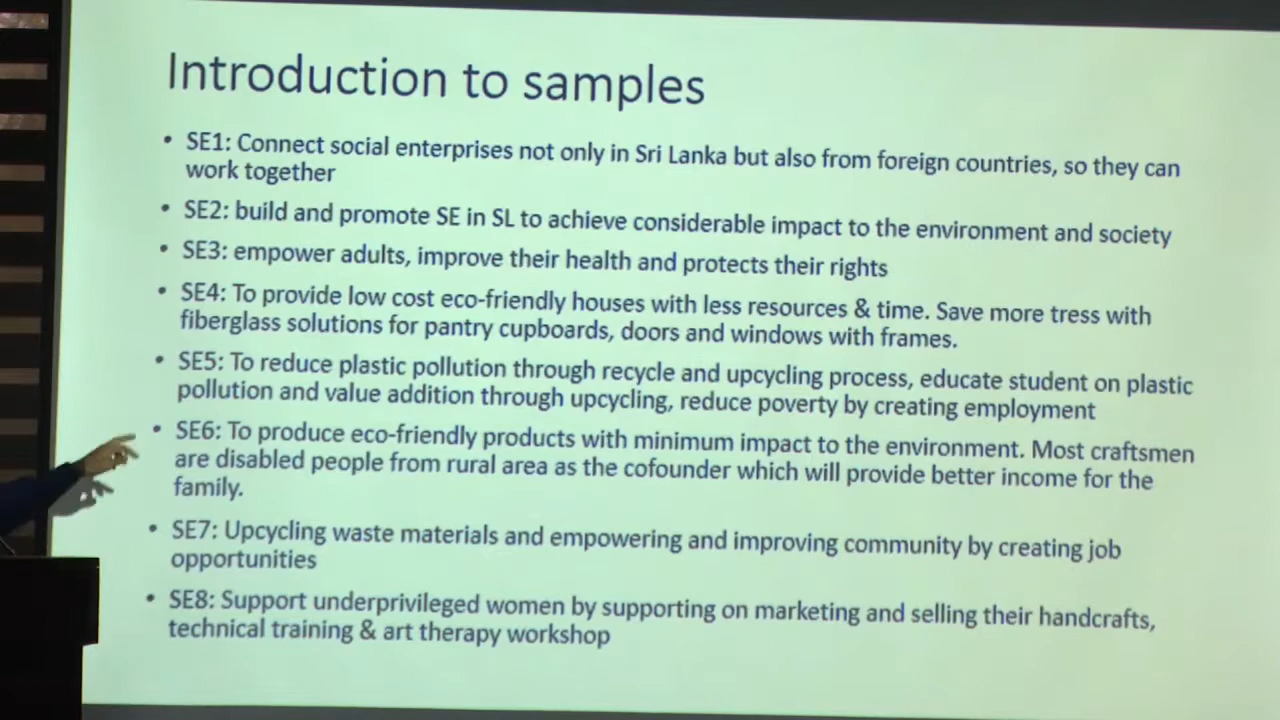 Introduction to samples
• SE1: Connect social enterprises not only in Sri Lanka but also from foreign countries, so they can
work together
• SE2: build and promote SE in SL to achieve considerable impact to the environment and society
• SE3: empower adults, improve their health and protects their rights
• SE4: To provide low cost eco-friendly houses with less resources & time. Save more tress with
fiberglass solutions for pantry cupboards, doors and windows with frames.
• SE5: To reduce plastic pollution through recycle and upcycling process, educate student on plastic
pollution and value addition through upcycling, reduce poverty by creating employment
• SE6: To produce eco-friendly products with minimum impact to the environment. Most craftsmen
are disabled people from rural area as the cofounder which will provide better income for the
family.
• SE7: Upcycling waste materials and empowering and improving community by creating job
opportunities
• SE8: Support underprivileged women by supporting on marketing and selling their handcrafts,
technical training & art therapy workshop